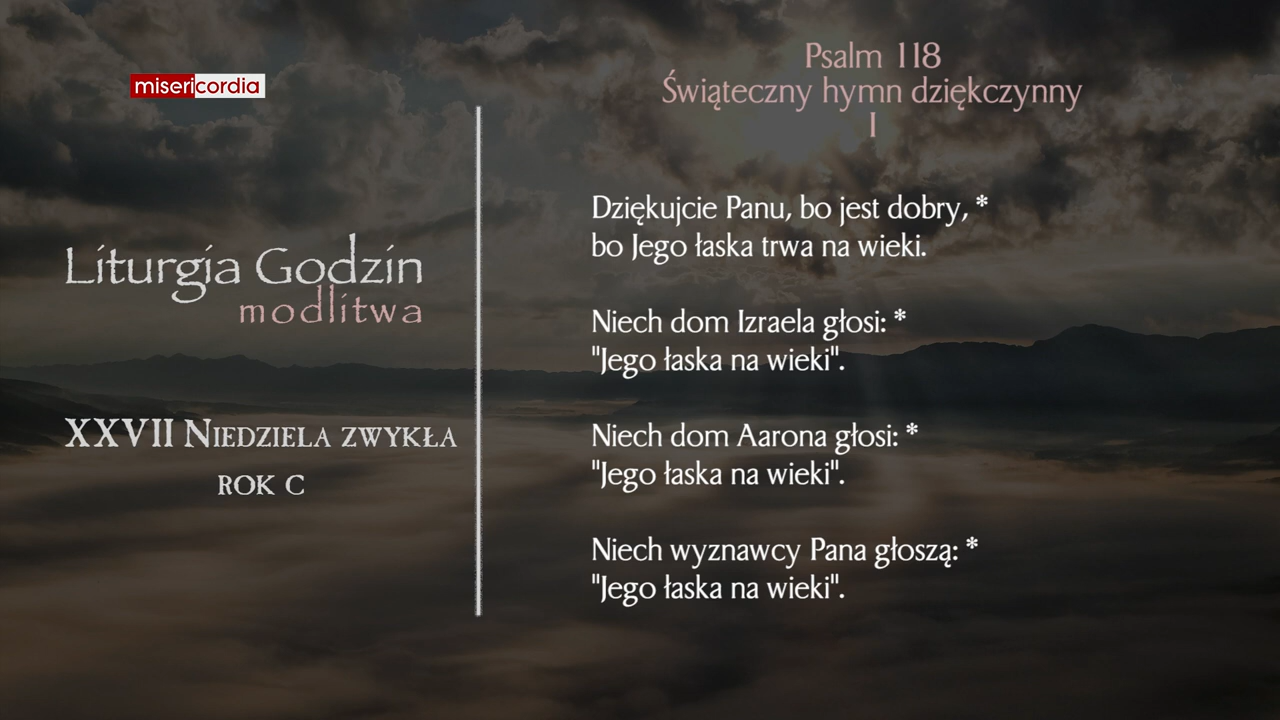 misericordia
Liturgia Godzin
modlitwa
XXVII Niedziela zwykła
rok C
Psalm 118
Świąteczny hymn dziękczynny
I
Dziękujcie Panu, bo jest dobry, *
bo Jego łaska trwa na wieki.
Niech dom Izraela głosi: *
"Jego łaska na wieki".
Niech dom Aarona głosi: *
"Jego łaska na wieki".
Niech wyznawcy Pana głoszą: *
"Jego łaska na wieki".